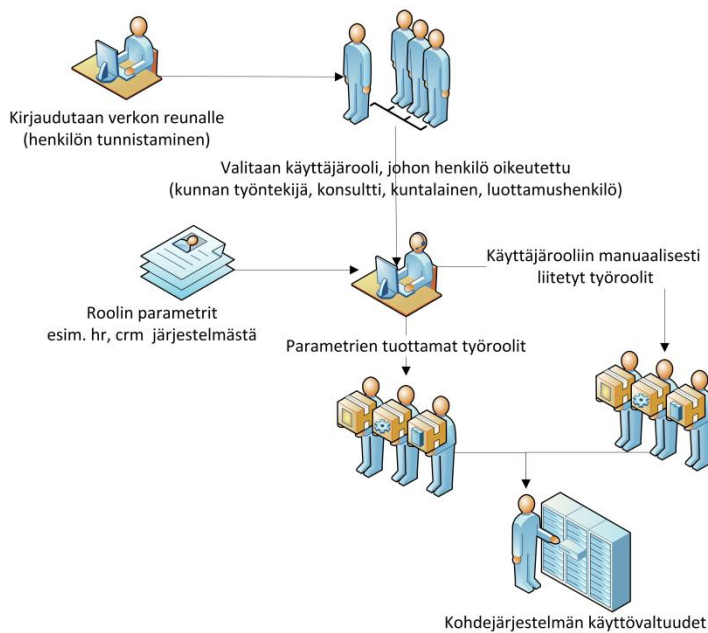 Kirjaudutaan verkon reunalle
(henkilön tunnistaminen)
Valitaan käyttäjärooli, johon henkilö oikeutettu
(kunnan työntekijä, konsultti, kuntalainen, luottamushenkilö)
Käyttäjärooliin manuaalisesti
liitetyt työroolit
Roolin parametrit
esim. hr, crm järjestelmästä
Parametrien tuottamat työroolit
Kohdejärjestelmän käyttövaltuudet